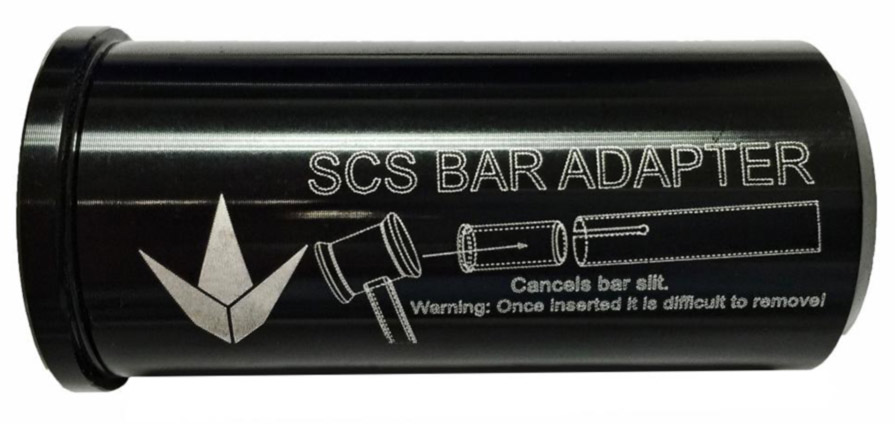 SCS BAR ADAPTER
Cancels bar slit.
Warning: Once inserted it is difficult to remove!